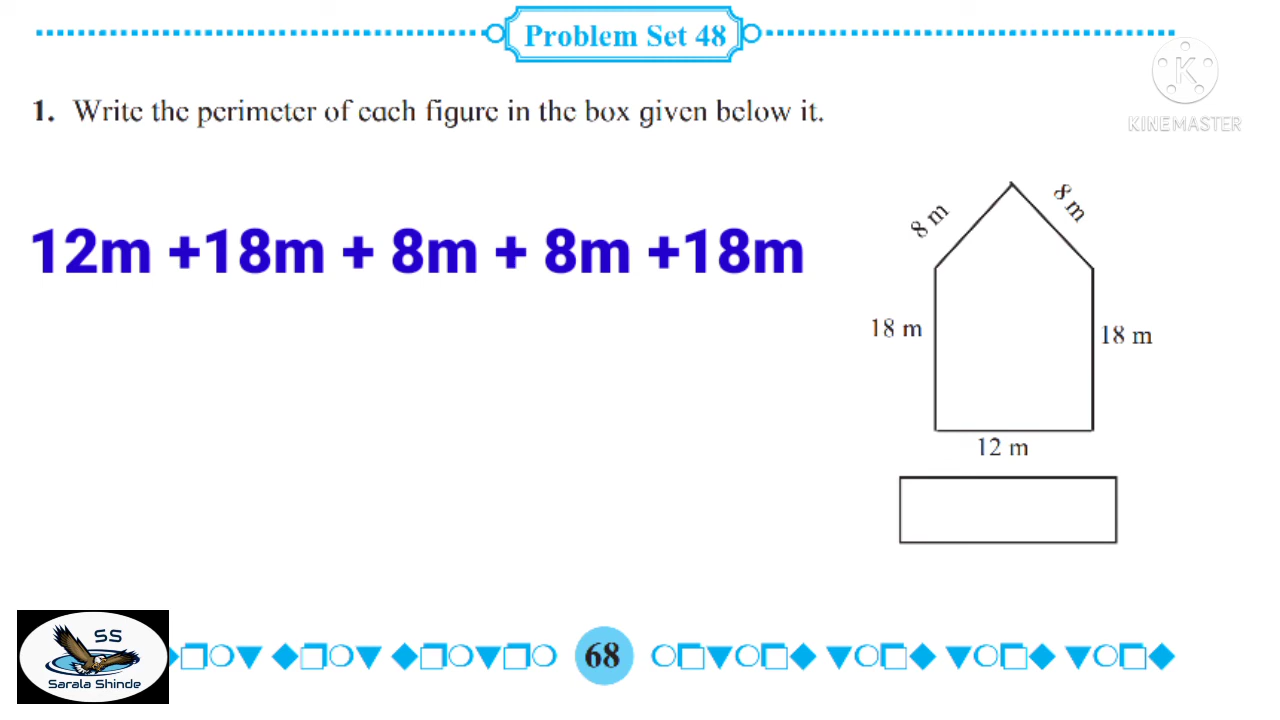 Problem Set 48
K
KINEMASTER
1. Write the perimeter of each figure in the box given below it.
12m +18m + 8m + 8m +18m
8 m
8 m
18 m
18 m
12 m
SS
Sarala Shinde
68